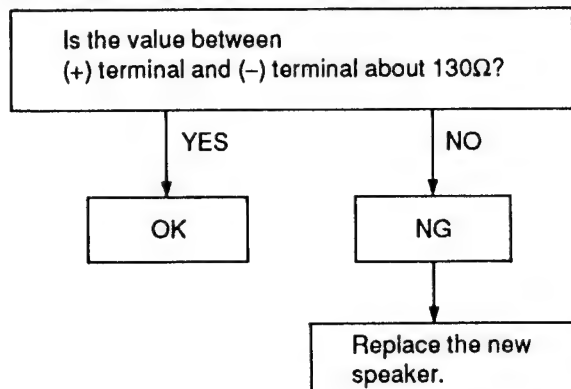 Is the value between
(+) terminal and (–) terminal about 130Ω?
YES
NO
OK
NG
Replace the new
speaker.